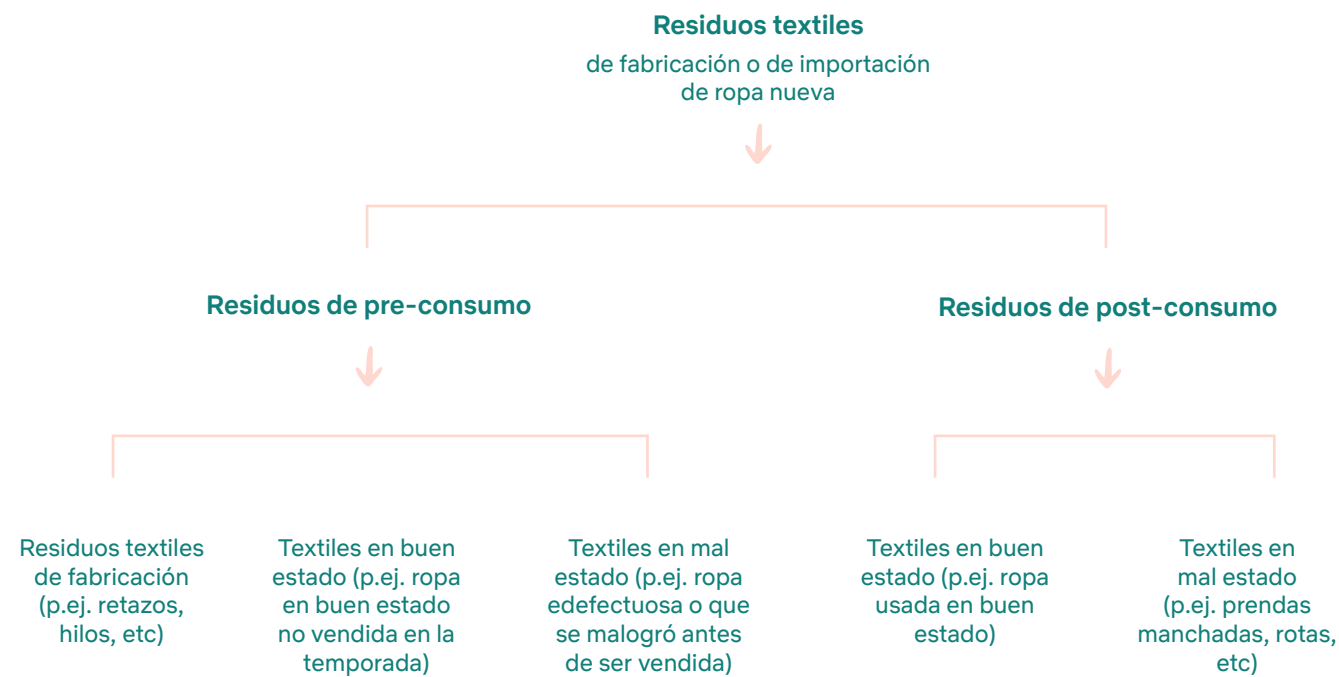 Residuos textiles
de fabricación o de importación
de ropa nueva
Residuos de pre-consumo
Residuos de post-consumo
Residuos textiles
de fabricación
(p.ej. retazos,
hilos, etc)
Textiles en buen
estado (p.ej. ropa
en buen estado
no vendida en la
temporada)
Textiles en mal
estado (p.ej. ropa
edefectuosa o que
se malogró antes
de ser vendida)
Textiles en buen
estado (p.ej. ropa
usada en buen
estado)
Textiles en
mal estado
(p.ej. prendas
manchadas, rotas,
etc)